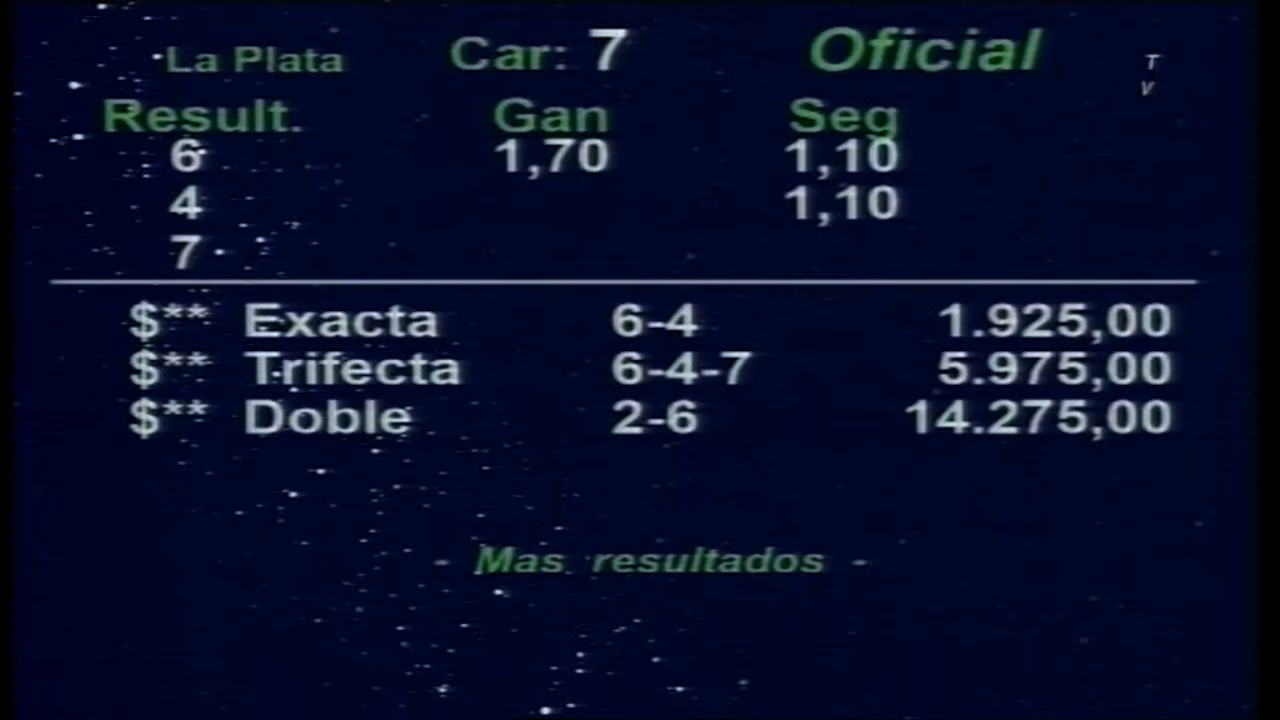 La Plata Car: 7 Oficial T
V
Result. Gan Seg
6 1,70 1,10
4 1,10
7
$** Exacta 6-4 1.925,00
$** Trifecta 6-4-7 5.975,00
$** Doble 2-6 14.275,00
- Mas resultados -